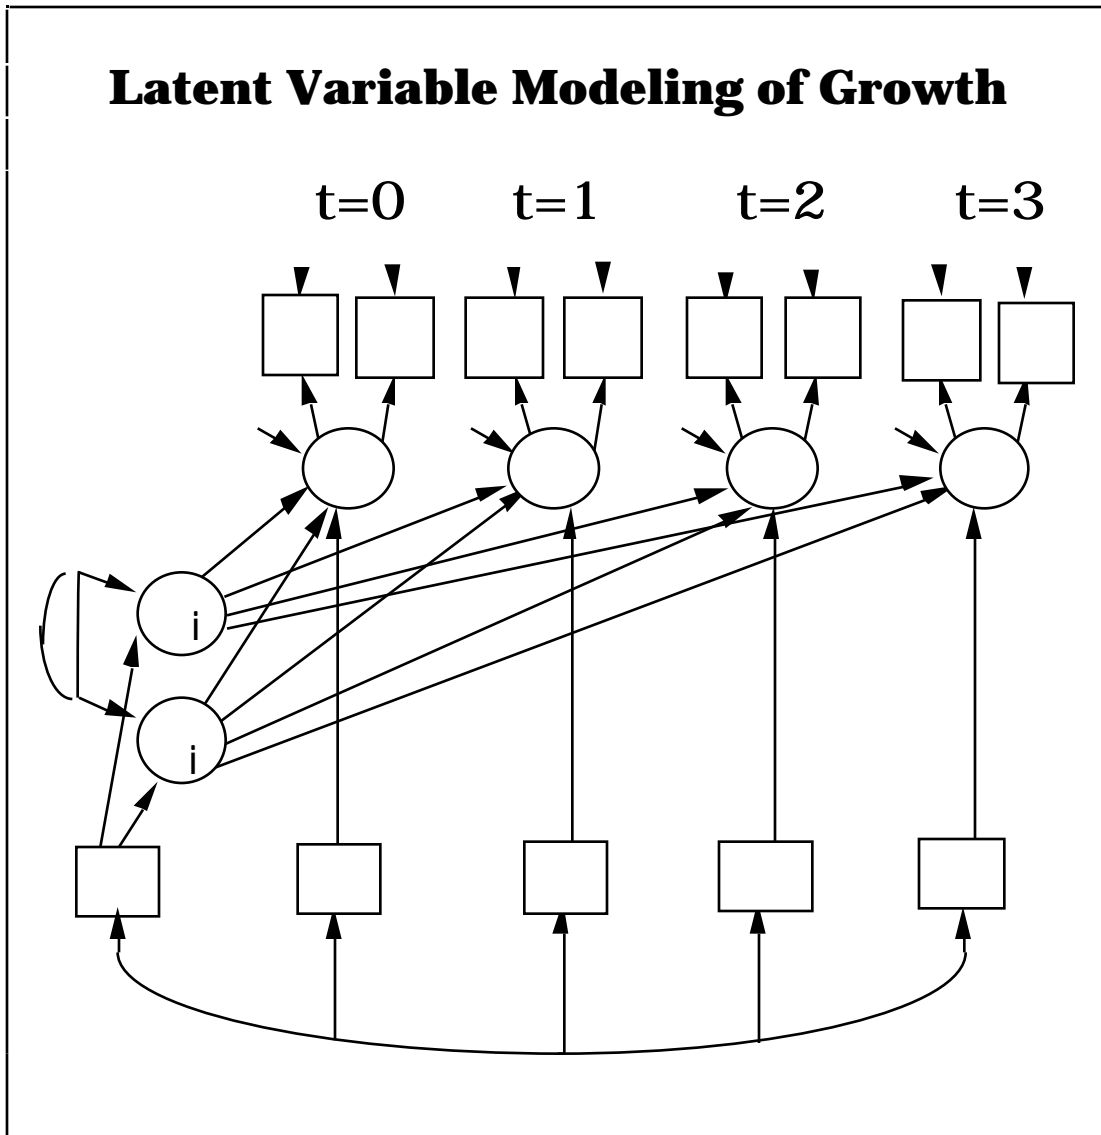 Latent Variable Modeling of Growth
t=0 t=1 t=2 t=3
i
i